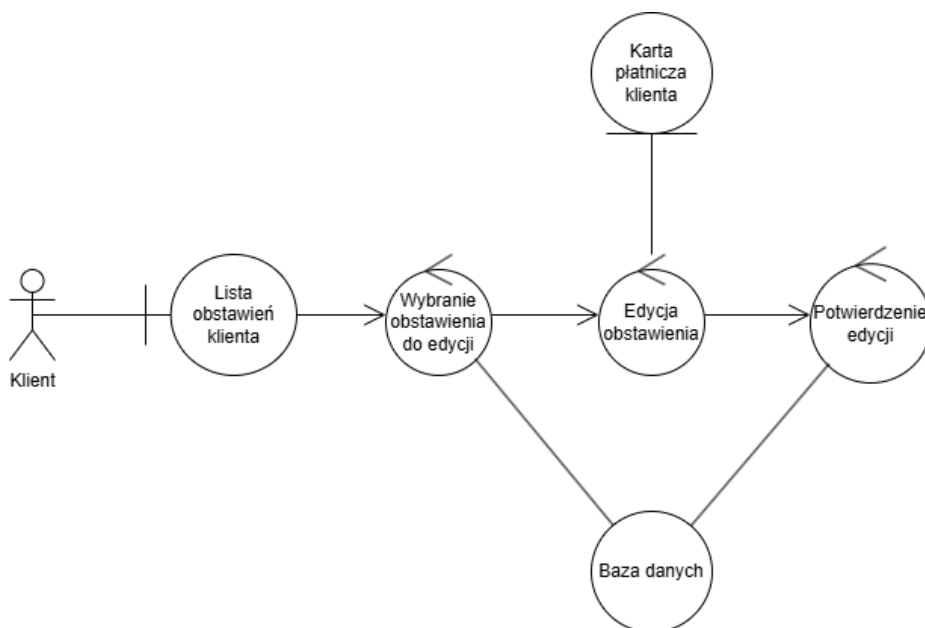 Karta
płatnicza
klienta
Klient
Lista
obstawień
klienta
Wybranie
obstawienia
do edycji
Edycja
obstawienia
Potwierdzenie
edycji
Baza danych